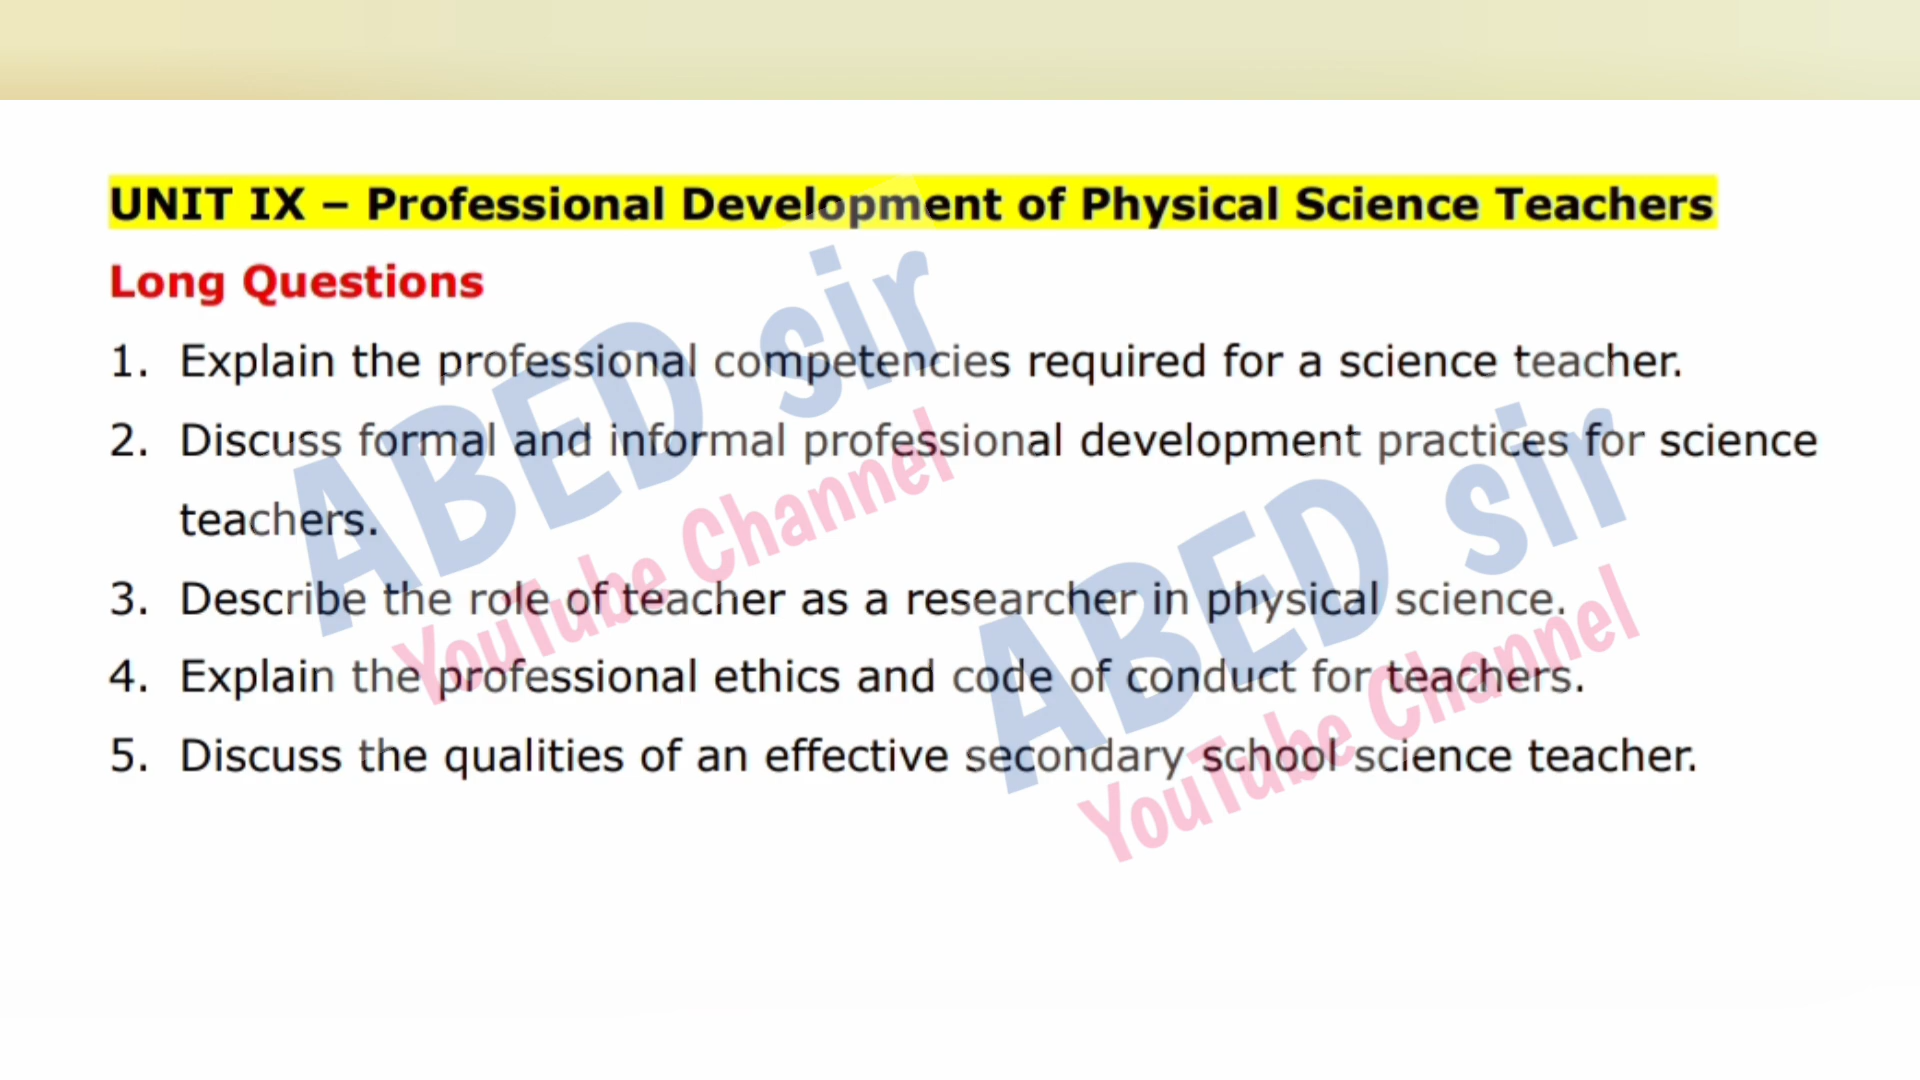 UNIT IX – Professional Development of Physical Science Teachers
Long Questions
1. Explain the professional competencies required for a science teacher.
2. Discuss formal and informal professional development practices for science
teachers.
3. Describe the role of teacher as a researcher in physical science.
4. Explain the professional ethics and code of conduct for teachers.
5. Discuss the qualities of an effective secondary school science teacher.
ABED sir
YouTube Channel
ABED sir
YouTube Channel